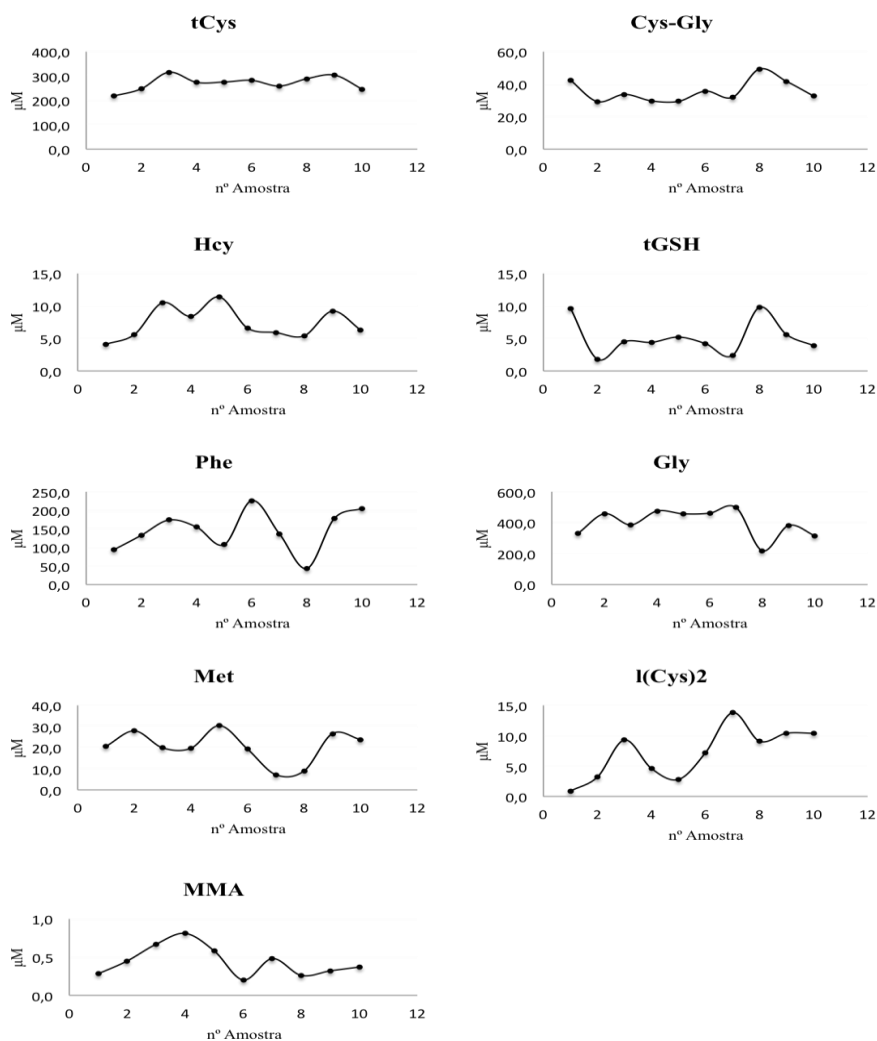 tCys
400,0
300,0
200,0
100,0
0,0
µM
0 2 4 6 8 10 12
nº Amostra
Cys-Gly
60,0
40,0
20,0
0,0
µM
0 2 4 6 8 10 12
nº Amostra
Hcy
15,0
10,0
5,0
0,0
µM
0 2 4 6 8 10 12
nº Amostra
tGSH
15,0
10,0
5,0
0,0
µM
0 2 4 6 8 10 12
nº Amostra
Phe
250,0
200,0
150,0
100,0
50,0
0,0
µM
0 2 4 6 8 10 12
nº Amostra
Gly
600,0
400,0
200,0
0,0
µM
0 2 4 6 8 10 12
nº Amostra
Met
40,0
30,0
20,0
10,0
0,0
µM
0 2 4 6 8 10 12
nº Amostra
l(Cys)2
15,0
10,0
5,0
0,0
µM
0 2 4 6 8 10 12
nº Amostra
MMA
1,0
0,5
0,0
µM
0 2 4 6 8 10 12
nº Amostra